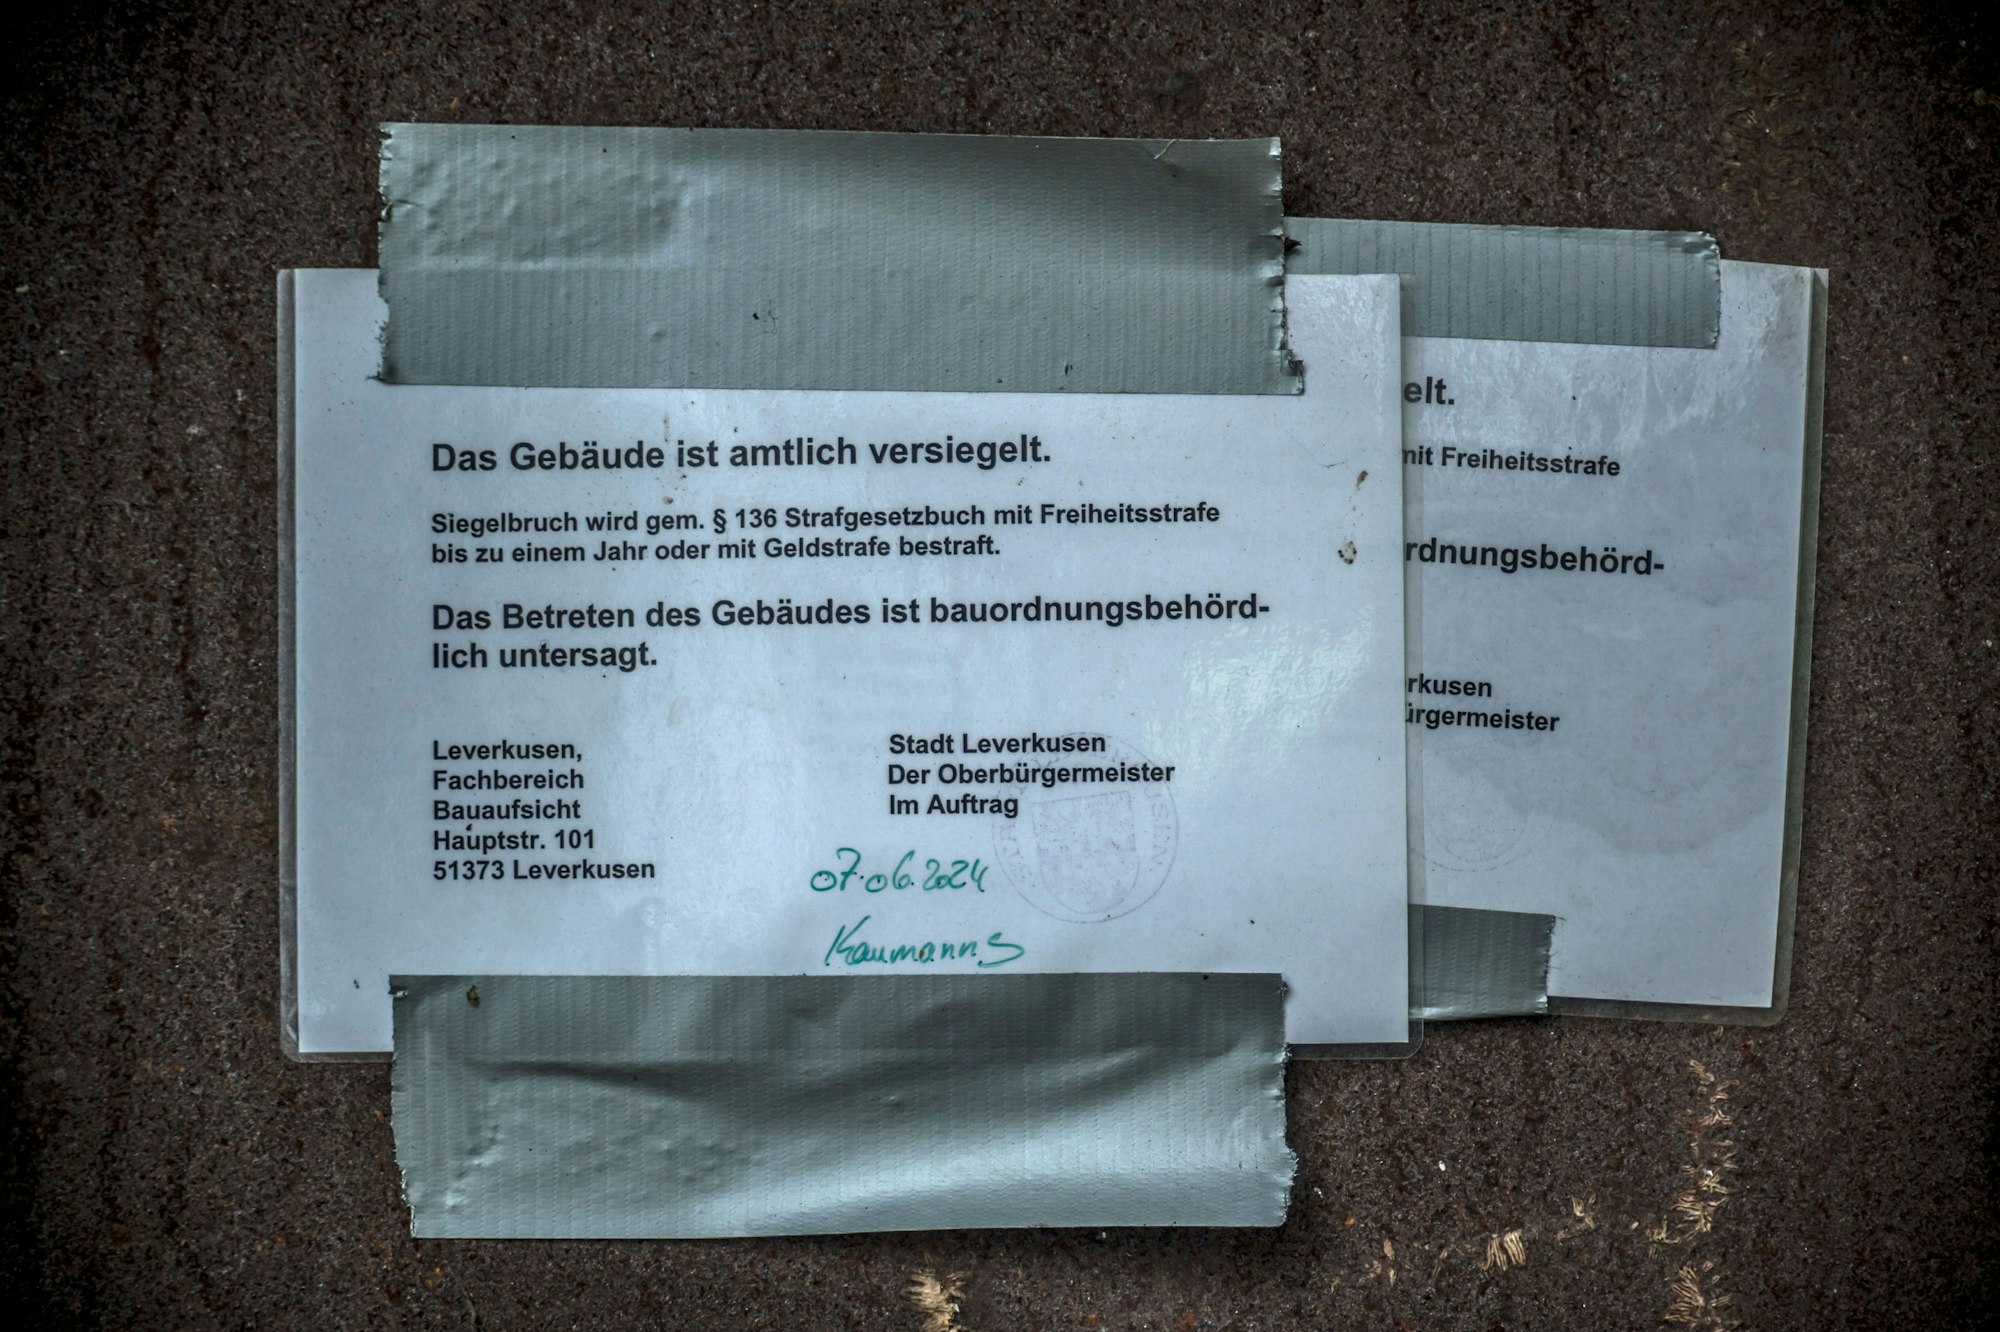 Das Gebäude ist amtlich versiegelt.
Siegelbruch wird gem. § 136 Strafgesetzbuch mit Freiheitsstrafe
bis zu einem Jahr oder mit Geldstrafe bestraft.
Das Betreten des Gebäudes ist bauordnungsbehörd-
lich untersagt.
Leverkusen,
Fachbereich
Bauaufsicht
Hauptstr. 101
51373 Leverkusen
Stadt Leverkusen
Der Oberbürgermeister
Im Auftrag
07.06.2024
Kaumanns
elt.
mit Freiheitsstrafe
rdnungsbehörd-
rkusen
ürgermeister